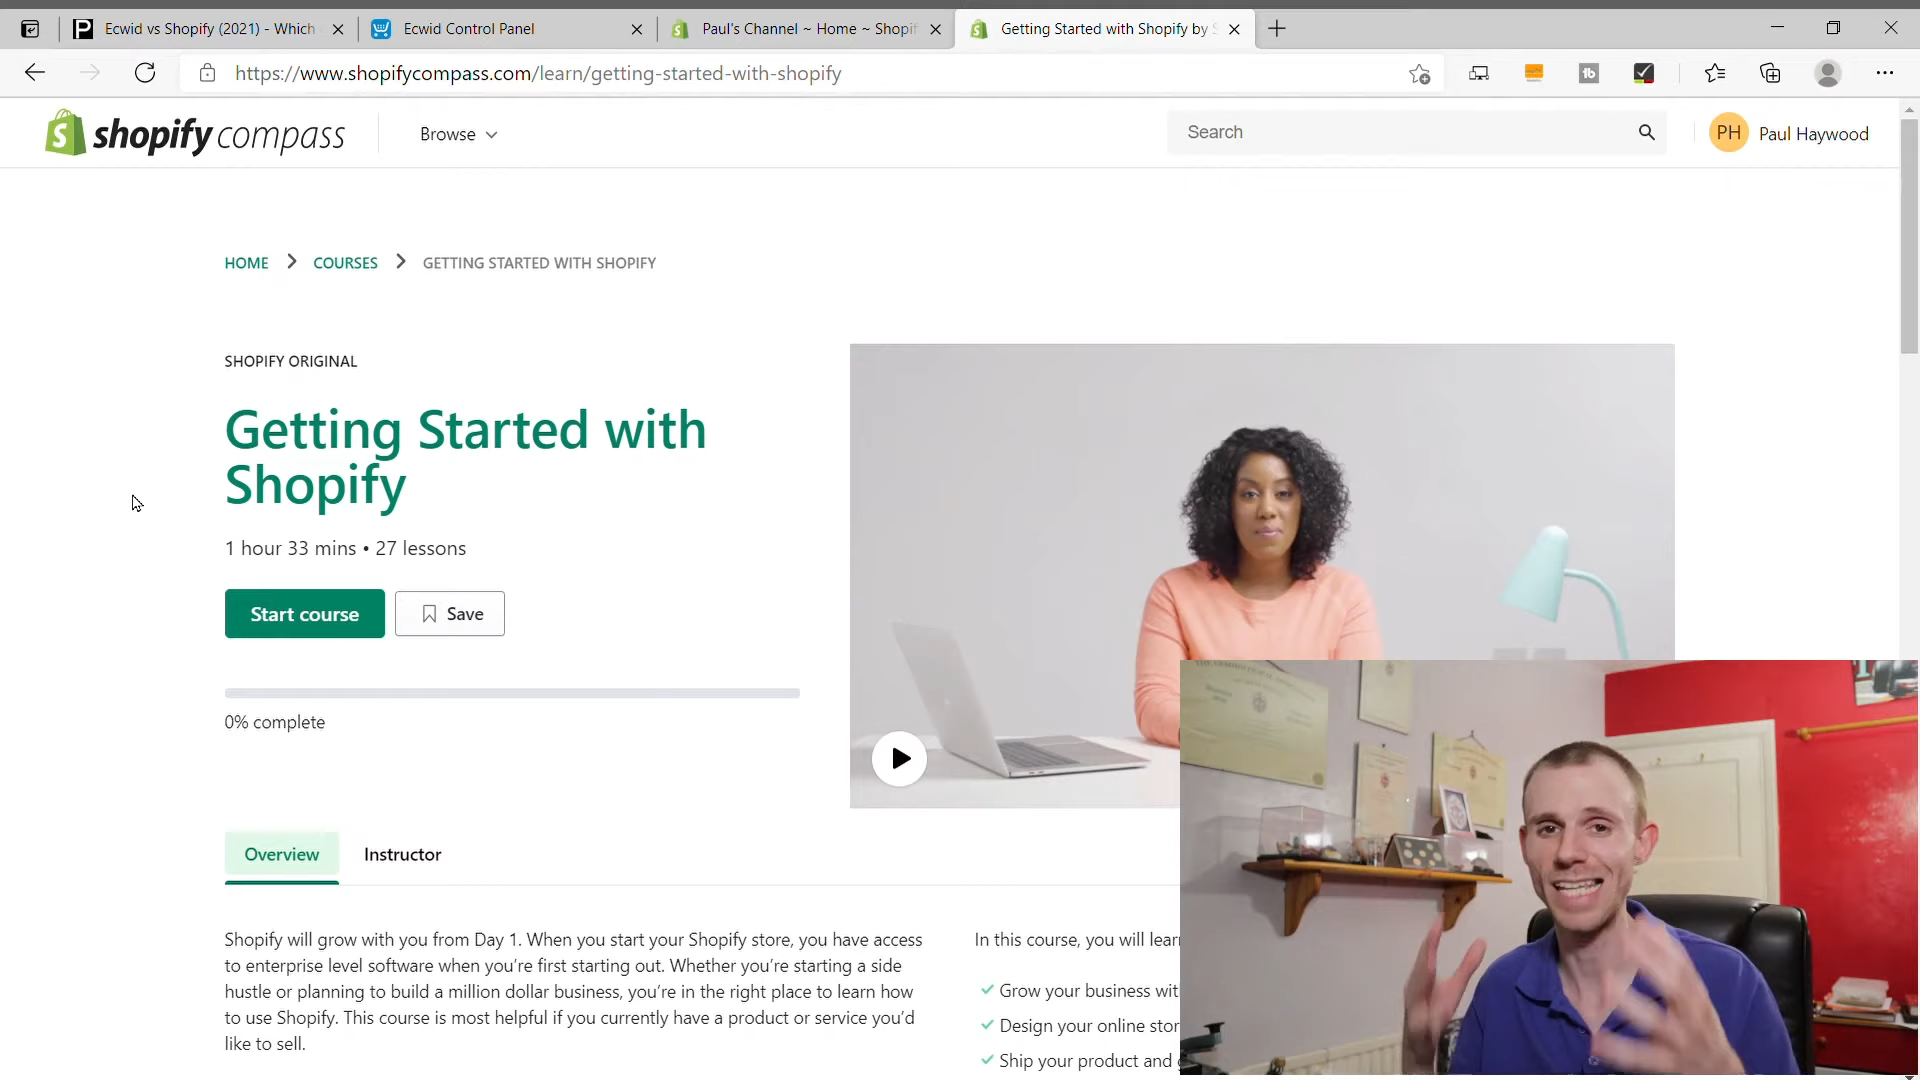 Ecwid vs Shopify (2021) - Which
Ecwid Control Panel
Paul's Channel ~ Home ~ Shopif
Getting Started with Shopify by S
https://www.shopifycompass.com/learn/getting-started-with-shopify
shopify compass
Browse
Search
PH
Paul Haywood
HOME
COURSES
GETTING STARTED WITH SHOPIFY
SHOPIFY ORIGINAL
Getting Started with
Shopify
1 hour 33 mins • 27 lessons
Start course
Save
0% complete
Overview
Instructor
Shopify will grow with you from Day 1. When you start your Shopify store, you have access
to enterprise level software when you're first starting out. Whether you're starting a side
hustle or planning to build a million dollar business, you're in the right place to learn how
to use Shopify. This course is most helpful if you currently have a product or service you'd
like to sell.
In this course, you will lear
Grow your business wit
Design your online stor
Ship your product and